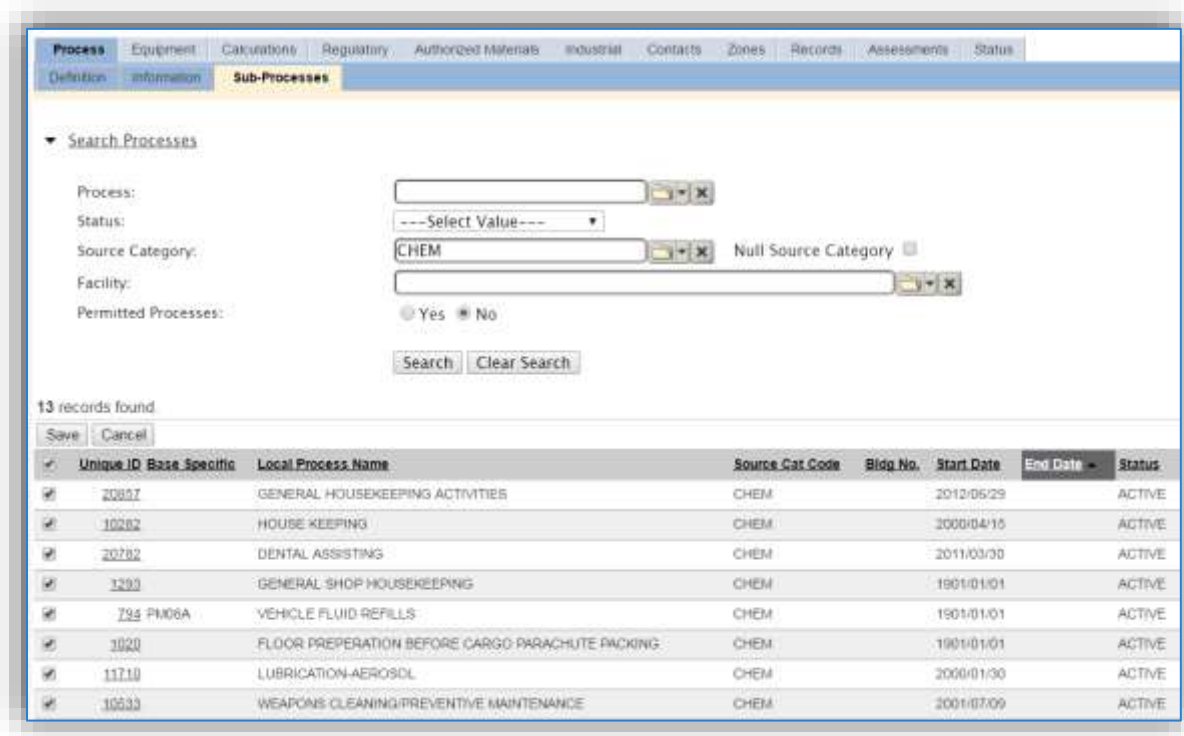 Process Equipment Calculations Regulatory Authorized Materials Industrial Contacts Zones Records Assessments Status
Definition Information Sub-Processes
Search Processes
Process:
Status: ---Select Value---
Source Category: CHEM Null Source Category
Facility:
Permitted Processes: Yes No
Search Clear Search
13 records found
Save Cancel
Unique ID Base Specific Local Process Name Source Cat Code Bldg No. Start Date End Date Status
20857 GENERAL HOUSEKEEPING ACTIVITIES CHEM 2012/06/29 ACTIVE
10282 HOUSE KEEPING CHEM 2000/04/15 ACTIVE
20782 DENTAL ASSISTING CHEM 2011/03/30 ACTIVE
1293 GENERAL SHOP HOUSEKEEPING CHEM 1901/01/01 ACTIVE
794 PM06A VEHICLE FLUID REFILLS CHEM 1901/01/01 ACTIVE
1020 FLOOR PREPERATION BEFORE CARGO PARACHUTE PACKING CHEM 1901/01/01 ACTIVE
11710 LUBRICATION-AEROSOL CHEM 2000/01/30 ACTIVE
10533 WEAPONS CLEANING/PREVENTIVE MAINTENANCE CHEM 2001/07/09 ACTIVE